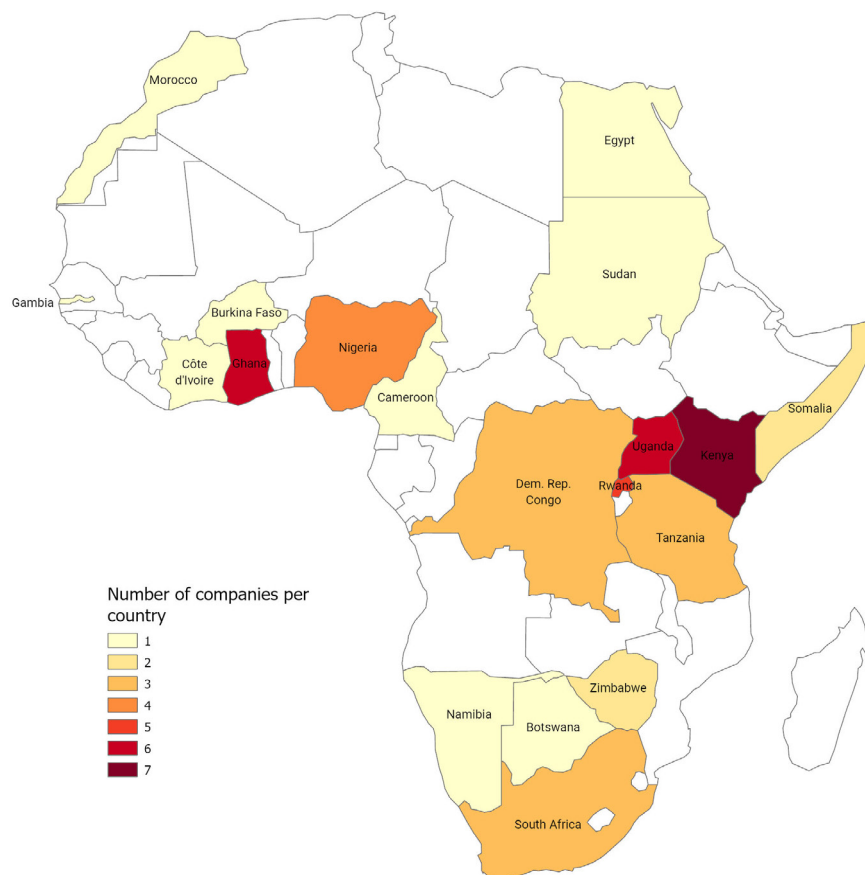 Morocco
Egypt
Sudan
Gambia
Burkina Faso
Côte
d'Ivoire
Ghana
Nigeria
Cameroon
Somalia
Uganda
Kenya
Rwanda
Dem. Rep.
Congo
Tanzania
Number of companies per
country
1
2
3
4
5
6
7
Zimbabwe
Namibia
Botswana
South Africa